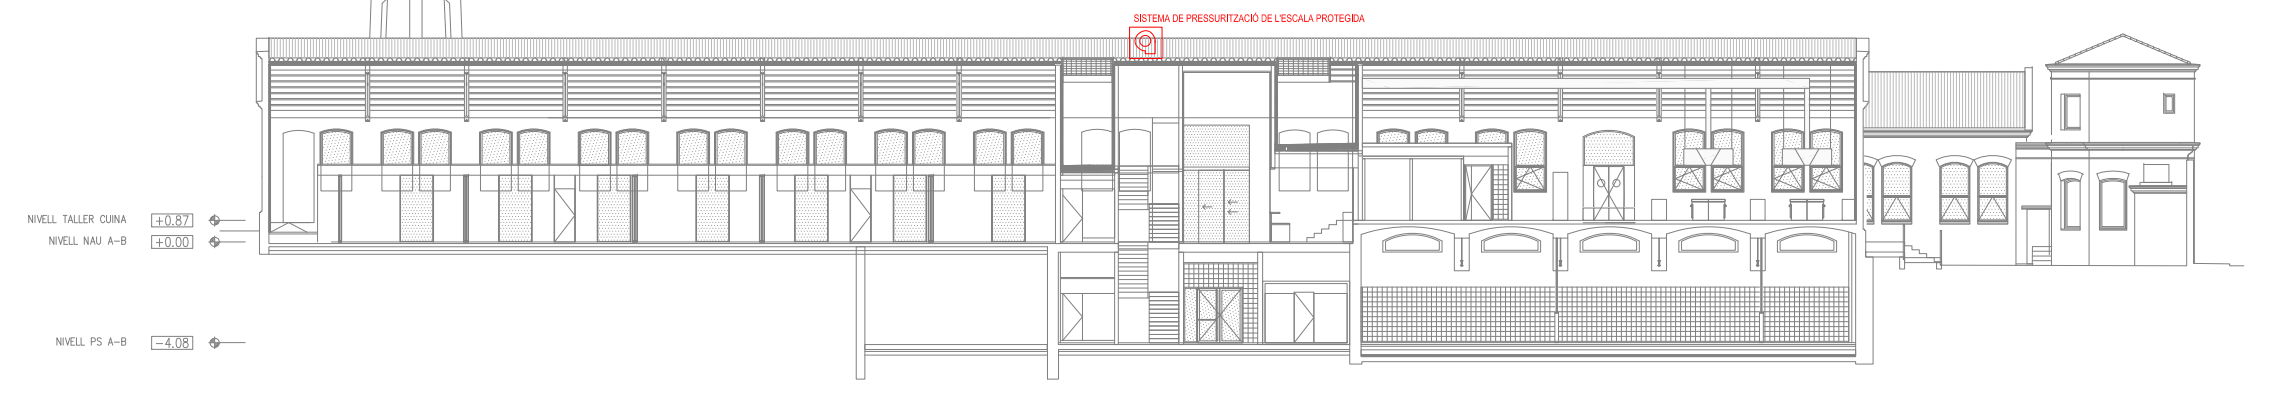 SISTEMA DE PRESSURITZACIÓ DE L'ESCALA PROTEGIDA
NIVELL TALLER CUINA +0.87
NIVELL NAU A-B +0.00
NIVELL PS A-B -4.08